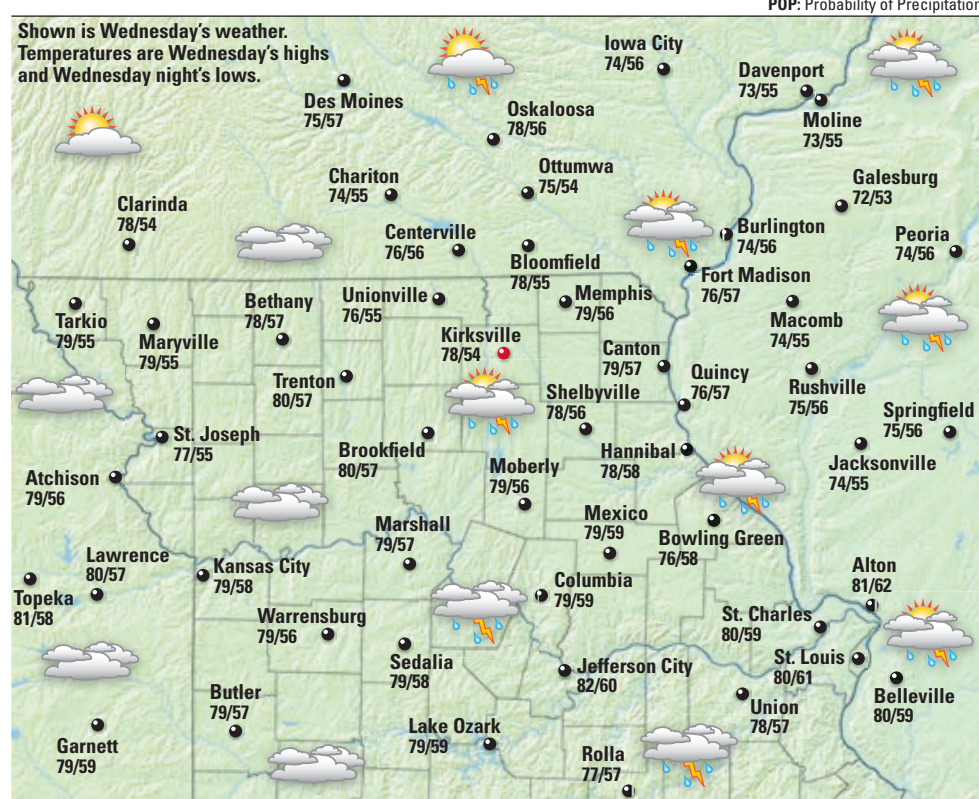 POP: Probability of Precipitation
Shown is Wednesday's weather.
Temperatures are Wednesday's highs
and Wednesday night's lows.
Iowa City
74/56
Davenport
73/55
Moline
73/55
Des Moines
75/57
Oskaloosa
78/56
Ottumwa
75/54
Chariton
74/55
Galesburg
72/53
Clarinda
78/54
Centerville
76/56
Bloomfield
78/55
Burlington
74/56
Peoria
74/56
Fort Madison
76/57
Tarkio
79/55
Maryville
79/55
Bethany
78/57
Unionville
76/55
Memphis
79/56
Macomb
74/55
Kirksville
78/54
Canton
79/57
Quincy
76/57
Rushville
75/56
Trenton
80/57
Shelbyville
78/56
Springfield
75/56
St. Joseph
77/55
Brookfield
80/57
Hannibal
78/58
Jacksonville
74/55
Atchison
79/56
Moberly
79/56
Mexico
79/59
Bowling Green
76/58
Marshall
79/57
Lawrence
80/57
Kansas City
79/58
Topeka
81/58
Columbia
79/59
Alton
81/62
Warrensburg
79/56
St. Charles
80/59
Sedalia
79/58
Jefferson City
82/60
St. Louis
80/61
Belleville
80/59
Butler
79/57
Union
78/57
Garnett
79/59
Lake Ozark
79/59
Rolla
77/57